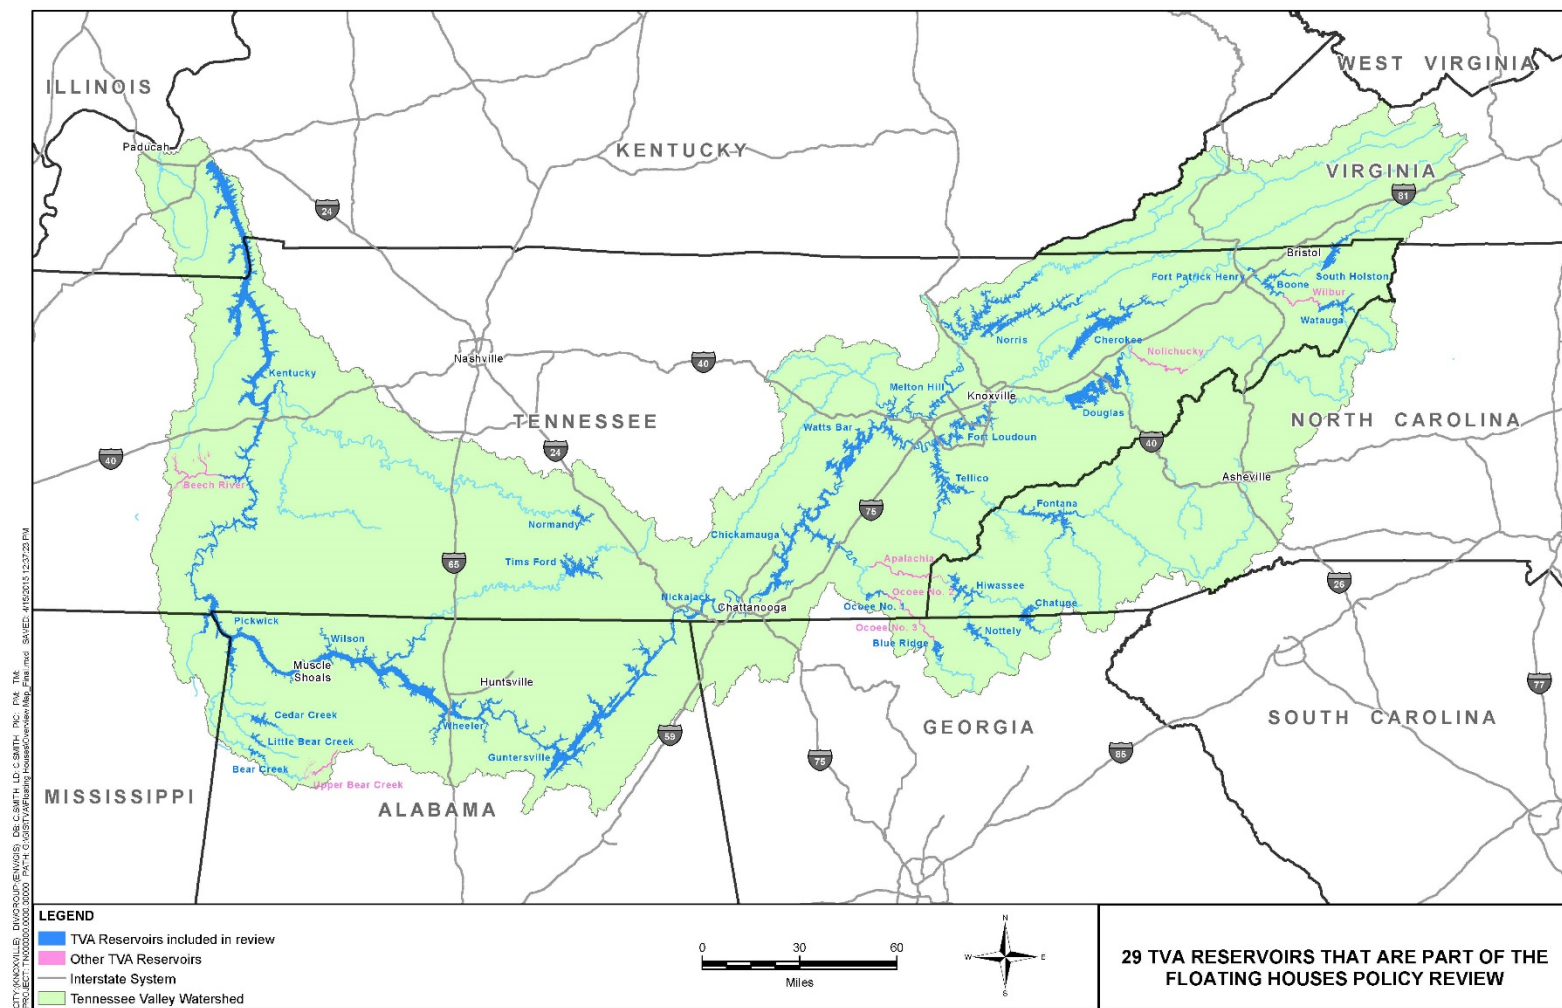 ILLINOIS
WEST VIRGINIA
Paducah
KENTUCKY
VIRGINIA
81
24
Bristol
Fort Patrick Henry
South Holston
Boone
Wilbur
Watauga
Norris
Cherokee
Nolichucky
Nashville
40
Kentucky
Melton Hill
Knoxville
Douglas
TENNESSEE
Watts Bar
Fort Loudoun
NORTH CAROLINA
40
24
40
Asheville
Beech River
Tellico
Fontana
75
Normandy
Chickamauga
Tims Ford
65
Apalachia
Hiwassee
26
Ocoee No. 2
Nickajack
Chattanooga
Ocoee No. 1
Chatuge
Pickwick
Ocoee No. 3
Nottely
Wilson
Blue Ridge
Muscle
Shoals
Huntsville
77
Cedar Creek
Wheeler
GEORGIA
SOUTH CAROLINA
59
Little Bear Creek
Guntersville
75
85
Bear Creek
Upper Bear Creek
MISSISSIPPI
ALABAMA
LEGEND
TVA Reservoirs included in review
Other TVA Reservoirs
Interstate System
Tennessee Valley Watershed
0 30 60
Miles
N
W E
S
29 TVA RESERVOIRS THAT ARE PART OF THE
FLOATING HOUSES POLICY REVIEW